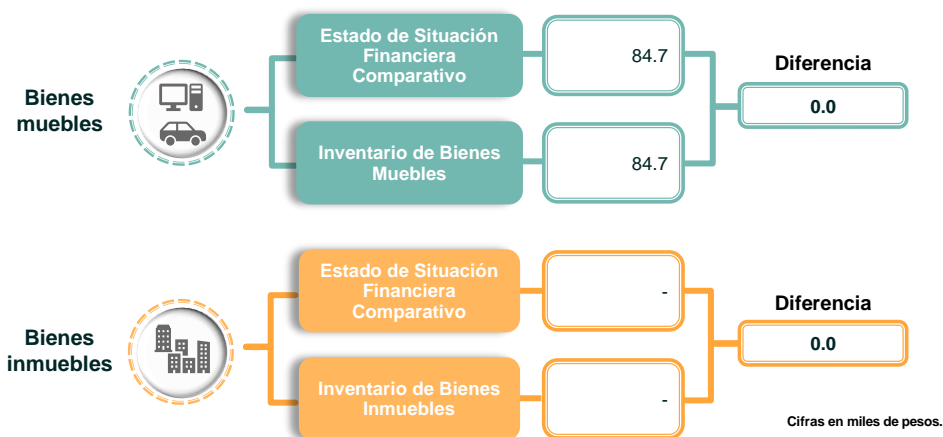 Estado de Situación
Financiera
Comparativo
84.7
Diferencia
0.0
Bienes
muebles
Inventario de Bienes
Muebles
84.7
Estado de Situación
Financiera
Comparativo
-
Diferencia
0.0
Bienes
inmuebles
Inventario de Bienes
Inmuebles
-
Cifras en miles de pesos.